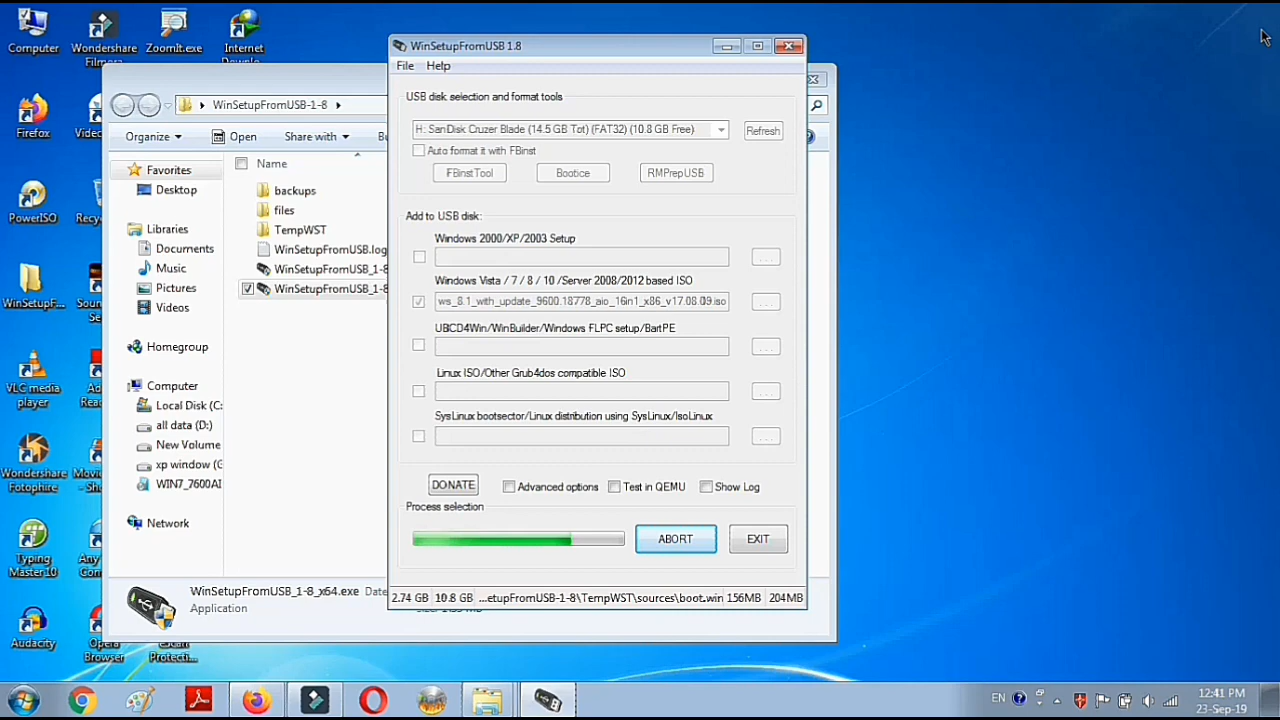 Computer
Wondershare
Filmora
ZoomIt.exe
Internet
Downlo...
Firefox
PowerISO
WinSetupF...
VLC media
player
Wondershare
Fotophire
Typing
Master 10
Any
Audacity
Opera
Browser
Protecti...
WinSetupFromUSB-1-8
Organize
Open
Share with
Name
Favorites
Desktop
Libraries
Documents
Music
Pictures
Videos
Homegroup
Computer
Local Disk (C:
all data (D:)
New Volume
xp window (G
WIN7_7600AI
Network
backups
files
TempWST
WinSetupFromUSB.log
WinSetupFromUSB_1-8
WinSetupFromUSB_1-8
WinSetupFromUSB_1-8_x64.exe
Application
WinSetupFromUSB 1.8
File Help
USB disk selection and format tools
H: SanDisk Cruzer Blade (14.5 GB Tot) (FAT32) (10.8 GB Free)
Refresh
Auto format it with FBinst
FBinstTool
Bootice
RMPrepUSB
Add to USB disk:
Windows 2000/XP/2003 Setup
...
Windows Vista / 7 / 8 / 10 /Server 2008/2012 based ISO
ws_8.1_with_update_9600.18778_aio_16in1_x86_v17.08.09.iso
...
UBCD4Win/WinBuilder/Windows FLPC setup/BartPE
...
Linux ISO/Other Grub4dos compatible ISO
...
SysLinux bootsector/Linux distribution using SysLinux/IsoLinux
...
DONATE
Advanced options
Test in QEMU
Show Log
Process selection
ABORT
EXIT
2.74 GB 10.8 GB ...etupFromUSB-1-8\TempWST\sources\boot.win 156MB 204MB
EN
12:41 PM
23-Sep-19